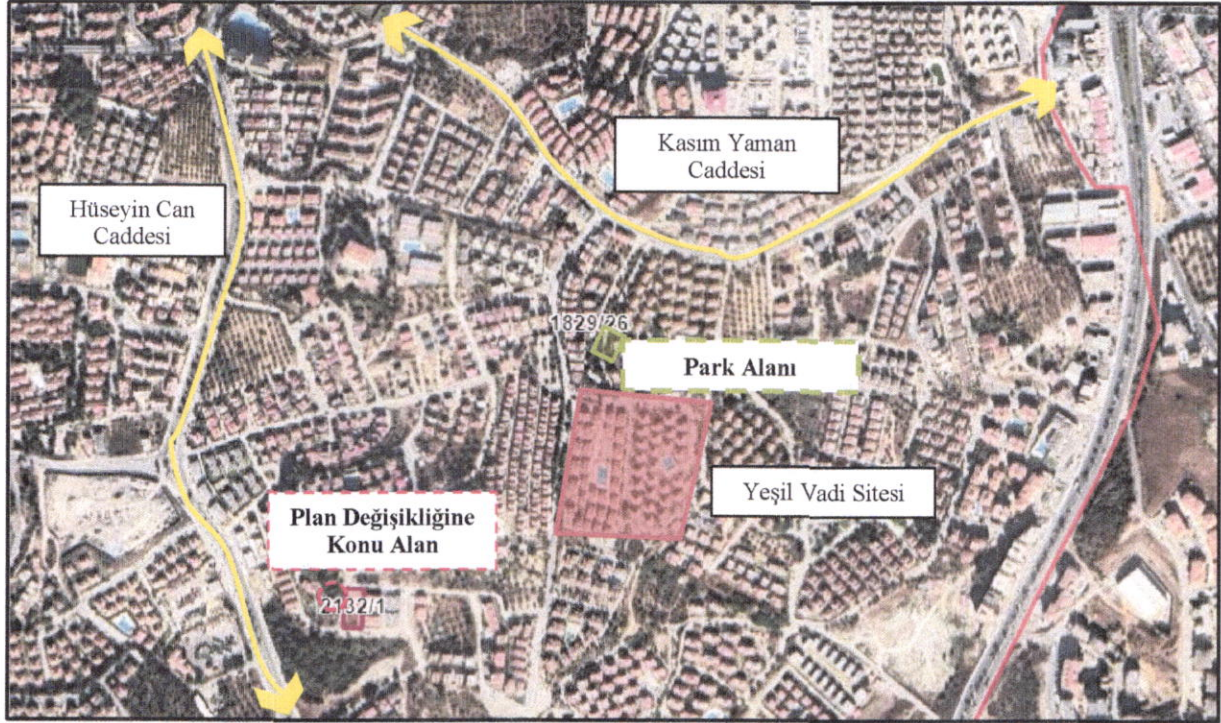 Kasım Yaman
Caddesi
Hüseyin Can
Caddesi
1829/26
Park Alanı
Yeşil Vadi Sitesi
Plan Değişikliğine
Konu Alan
2132/1